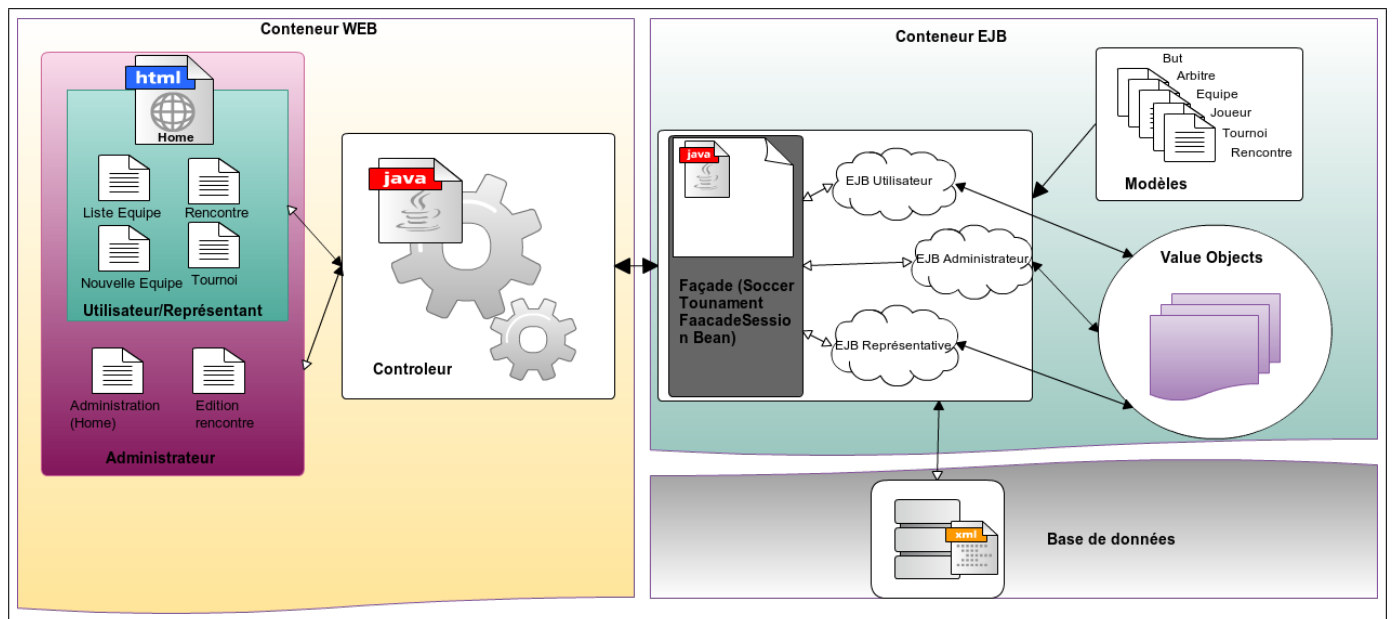 Conteneur WEB
html
Home
Liste Equipe
Rencontre
Nouvelle Equipe
Tournoi
Utilisateur/Représentant
Administration
(Home)
Edition
rencontre
Administrateur
java
Controleur
Conteneur EJB
java
Façade (Soccer
Tounament
FaacadeSessio
n Bean)
EJB Utilisateur
EJB Administrateur
EJB Représentative
But
Arbitre
Equipe
Joueur
Tournoi
Rencontre
Modèles
Value Objects
xml
Base de données